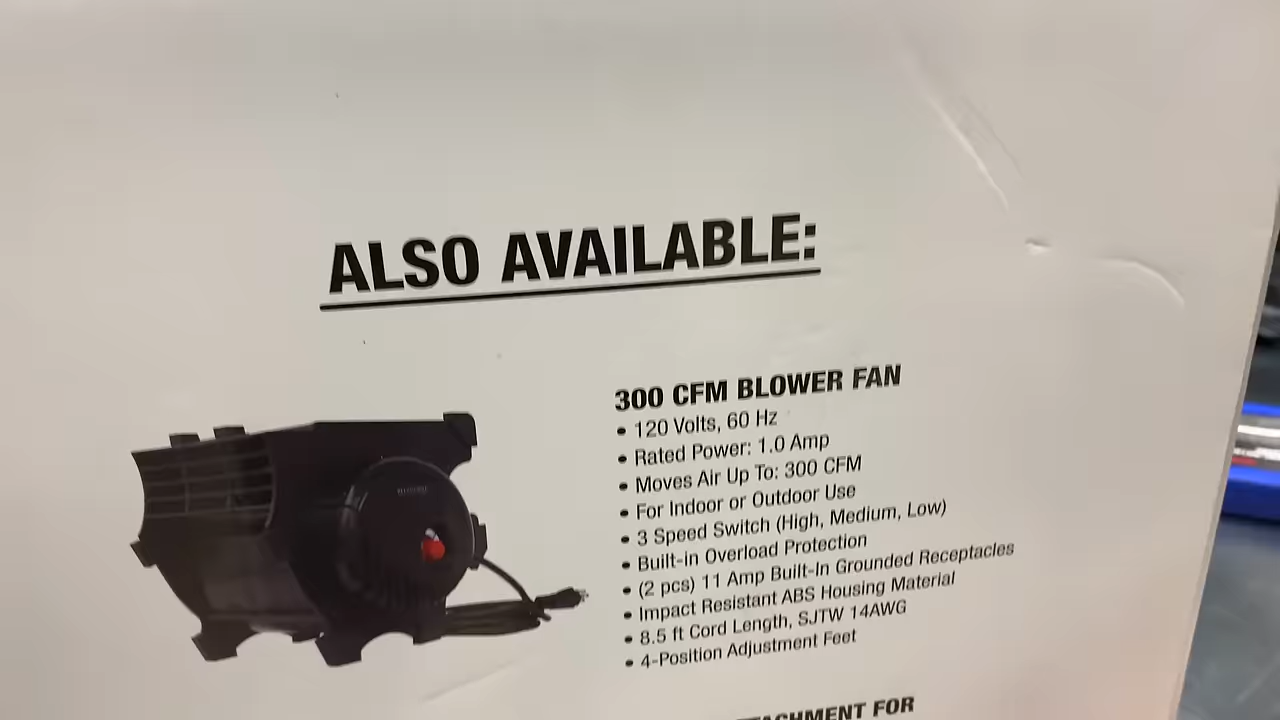 ALSO AVAILABLE:
300 CFM BLOWER FAN
• 120 Volts, 60 Hz
• Rated Power: 1.0 Amp
• Moves Air Up To: 300 CFM
• For Indoor or Outdoor Use
• 3 Speed Switch (High, Medium, Low)
• Built-in Overload Protection
• (2 pcs) 11 Amp Built-In Grounded Receptacles
• Impact Resistant ABS Housing Material
• 8.5 ft Cord Length, SJTW 14AWG
• 4-Position Adjustment Feet
FOR